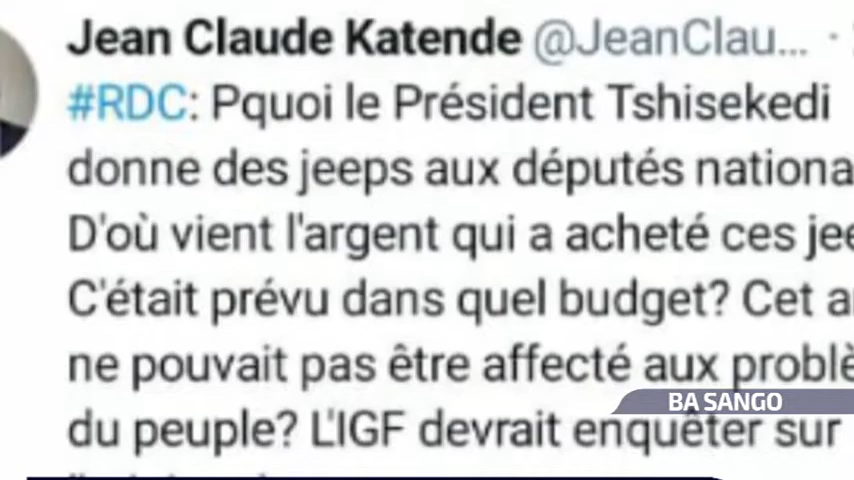 Jean Claude Katende @JeanClau... ·
#RDC: Pquoi le Président Tshisekedi
donne des jeeps aux députés nationa
D'où vient l'argent qui a acheté ces jee
C'était prévu dans quel budget? Cet a
ne pouvait pas être affecté aux problè
BA SANGO
du peuple? L'IGF devrait enquêter sur